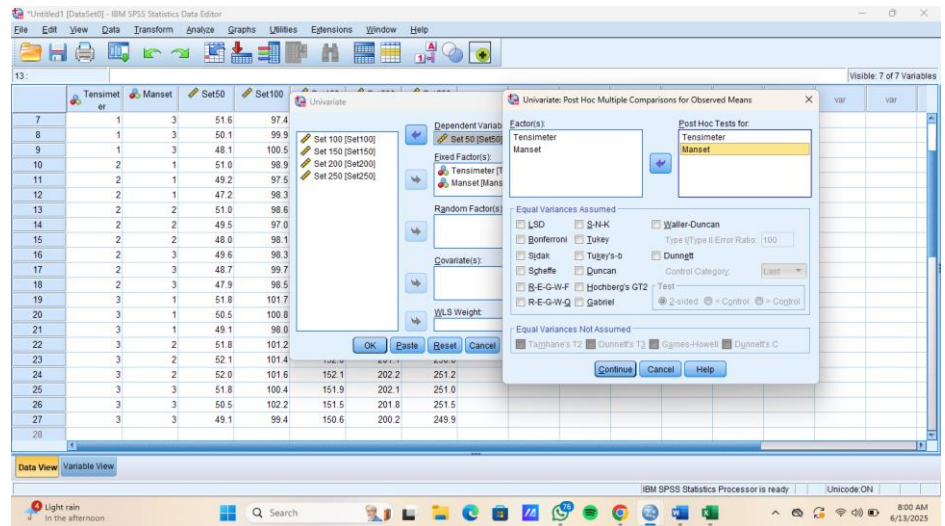 *Untitled1 [DataSet0] - IBM SPSS Statistics Data Editor
File Edit View Data Transform Analyze Graphs Utilities Extensions Window Help
13 :
Visible: 7 of 7 Variables
Tensimeter Manset Set50 Set100 var var
7 1 3 51.6 97.4
8 1 3 50.1 99.9
9 1 3 48.1 100.5
10 2 1 51.0 98.9
11 2 1 49.2 97.5
12 2 1 47.2 98.3
13 2 2 51.0 98.6
14 2 2 49.5 97.0
15 2 2 48.0 98.1
16 2 3 49.6 98.3
17 2 3 48.7 99.7
18 2 3 47.9 98.5
19 3 1 51.8 101.7
20 3 1 50.5 100.8
21 3 1 49.1 98.0
22 3 2 51.8 101.2
23 3 2 52.1 101.4
24 3 2 52.0 101.6 152.1 202.2 251.2
25 3 3 51.8 100.4 151.9 202.1 251.0
26 3 3 50.5 102.2 151.5 201.8 251.5
27 3 3 49.1 99.4 150.6 200.2 249.9
28
Univariate
Set 100 [Set100]
Set 150 [Set150]
Set 200 [Set200]
Set 250 [Set250]
Dependent Variab
Set 50 [Set50]
Fixed Factor(s):
Tensimeter [T
Manset [Mans
Random Factor(s)
Covariate(s):
WLS Weight:
OK Paste Reset Cancel
Univariate: Post Hoc Multiple Comparisons for Observed Means
Factor(s):
Tensimeter
Manset
Post Hoc Tests for:
Tensimeter
Manset
Equal Variances Assumed
LSD S-N-K Waller-Duncan
Bonferroni Tukey Type I/Type II Error Ratio: 100
Sidak Tukey's-b Dunnett
Scheffe Duncan Control Category: Last
R-E-G-W-F Hochberg's GT2 Test
R-E-G-W-Q Gabriel 2-sided < Control > Control
Equal Variances Not Assumed
Tamhane's T2 Dunnett's T3 Games-Howell Dunnett's C
Continue Cancel Help
Data View Variable View
IBM SPSS Statistics Processor is ready Unicode:ON
4 Light rain
In the afternoon
Search
8:00 AM
6/13/2025